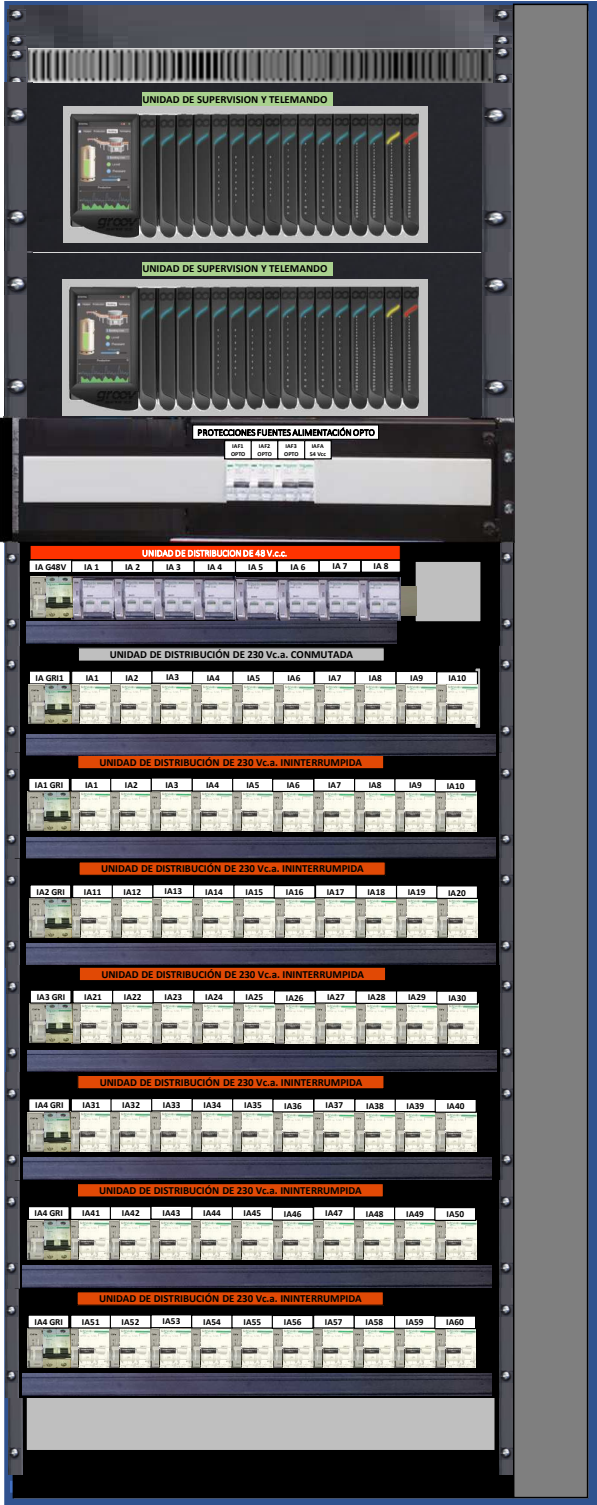 UNIDAD DE SUPERVISION Y TELEMANDO
groov
UNIDAD DE SUPERVISION Y TELEMANDO
groov
PROTECCIONES FUENTES ALIMENTACIÓN OPTO
IAF1 IAF2 IAF3 IAFA
OPTO OPTO OPTO 54 Vcc
UNIDAD DE DISTRIBUCION DE 48 V.c.c.
IA G48V IA 1 IA 2 IA 3 IA 4 IA 5 IA 6 IA 7 IA 8
UNIDAD DE DISTRIBUCIÓN DE 230 Vc.a. CONMUTADA
IA GRI1 IA1 IA2 IA3 IA4 IA5 IA6 IA7 IA8 IA9 IA10
UNIDAD DE DISTRIBUCIÓN DE 230 Vc.a. ININTERRUMPIDA
IA1 GRI IA1 IA2 IA3 IA4 IA5 IA6 IA7 IA8 IA9 IA10
UNIDAD DE DISTRIBUCIÓN DE 230 Vc.a. ININTERRUMPIDA
IA2 GRI IA11 IA12 IA13 IA14 IA15 IA16 IA17 IA18 IA19 IA20
UNIDAD DE DISTRIBUCIÓN DE 230 Vc.a. ININTERRUMPIDA
IA3 GRI IA21 IA22 IA23 IA24 IA25 IA26 IA27 IA28 IA29 IA30
UNIDAD DE DISTRIBUCIÓN DE 230 Vc.a. ININTERRUMPIDA
IA4 GRI IA31 IA32 IA33 IA34 IA35 IA36 IA37 IA38 IA39 IA40
UNIDAD DE DISTRIBUCIÓN DE 230 Vc.a. ININTERRUMPIDA
IA4 GRI IA41 IA42 IA43 IA44 IA45 IA46 IA47 IA48 IA49 IA50
UNIDAD DE DISTRIBUCIÓN DE 230 Vc.a. ININTERRUMPIDA
IA4 GRI IA51 IA52 IA53 IA54 IA55 IA56 IA57 IA58 IA59 IA60